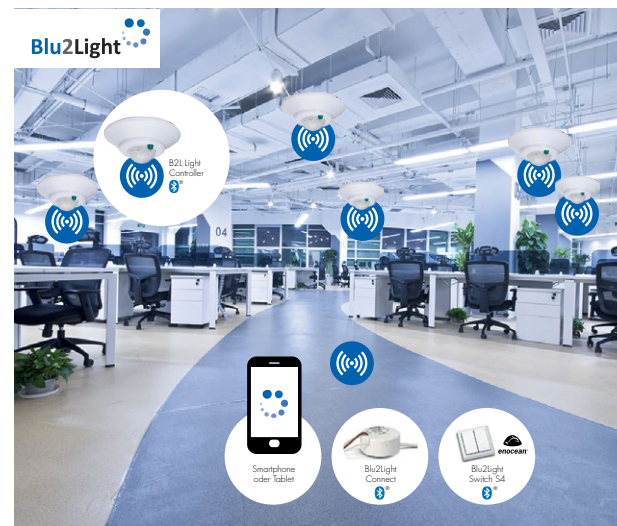 Blu2Light
B2L Light
Controller
®
04
Smartphone
oder Tablet
Blu2Light
Connect
®
enocean®
Blu2Light
Switch S4
®